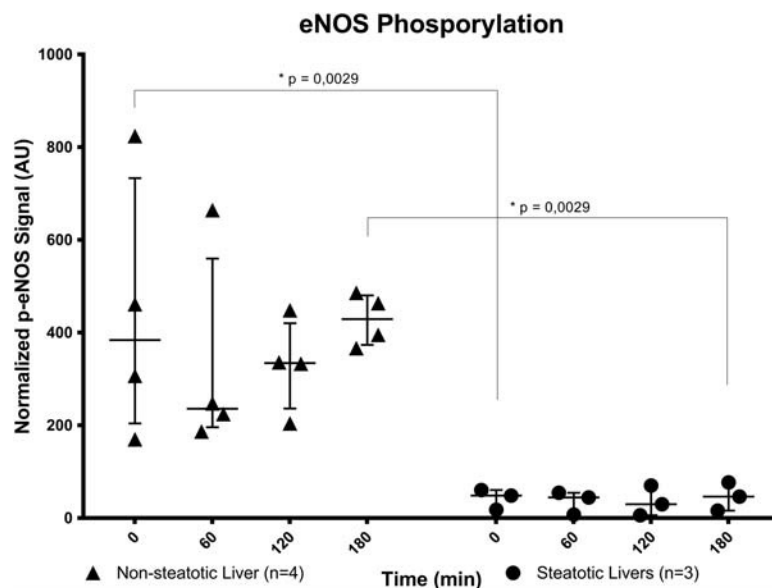 eNOS Phosporylation
* p = 0,0029
* p = 0,0029
Normalized p-eNOS Signal (AU)
1000
800
600
400
200
0
0 60 120 180 0 60 120 180
Time (min)
Non-steatotic Liver (n=4)
Steatotic Livers (n=3)